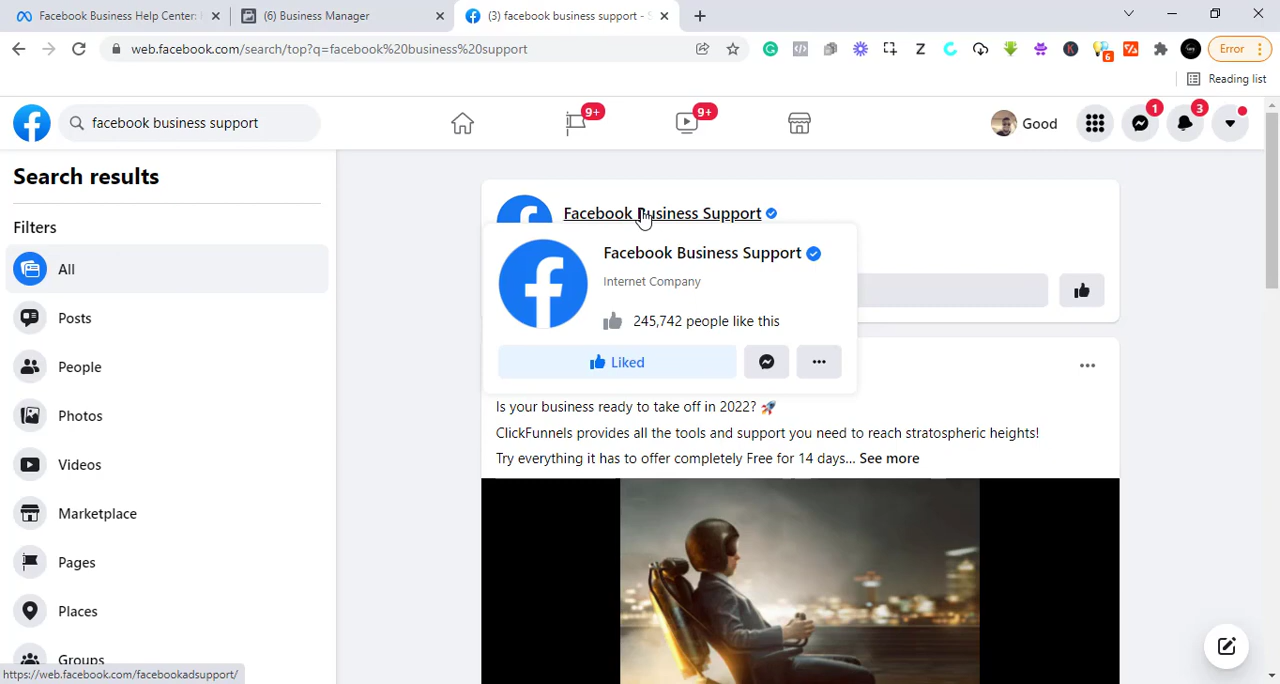 Facebook Business Help Center:
(6) Business Manager
(3) facebook business support -
web.facebook.com/search/top?q=facebook%20business%20support
Z
K
6
Error
Reading list
facebook business support
9+
9+
Good
1
3
Search results
Filters
All
Posts
People
Photos
Videos
Marketplace
Pages
Places
Groups
https://web.facebook.com/facebookadsupport/
Facebook Business Support
Facebook Business Support
Internet Company
245,742 people like this
Liked
Is your business ready to take off in 2022? 🚀
ClickFunnels provides all the tools and support you need to reach stratospheric heights!
Try everything it has to offer completely Free for 14 days... See more